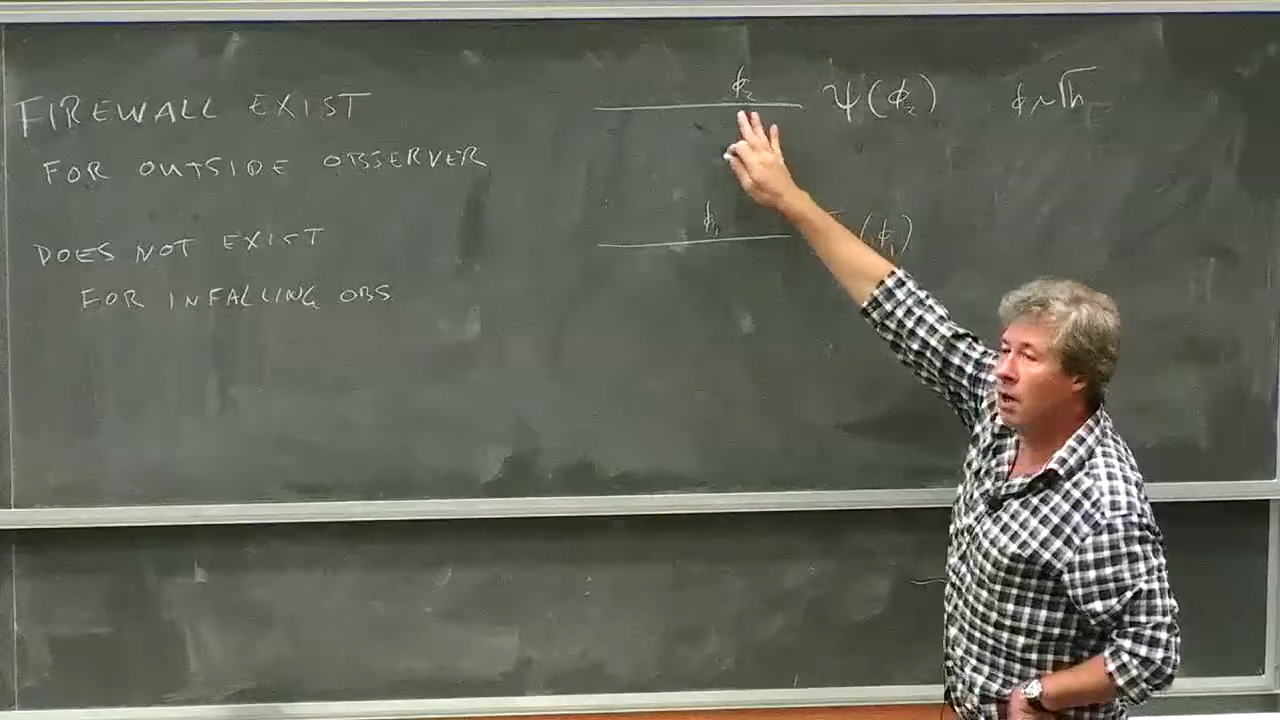 FIREWALL EXIST
FOR OUTSIDE OBSERVER
DOES NOT EXIST
FOR INFALLING OBS.
ϕ₂ ψ(ϕ₂) ϕ~√ħ
ϕ₁ (ϕ₁)